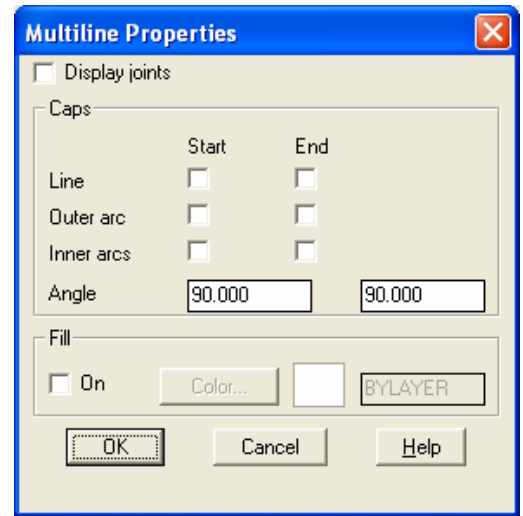 Multiline Properties
Display joints
Caps
Start End
Line
Outer arc
Inner arcs
Angle 90.000 90.000
Fill
On Color... BYLAYER
OK Cancel Help